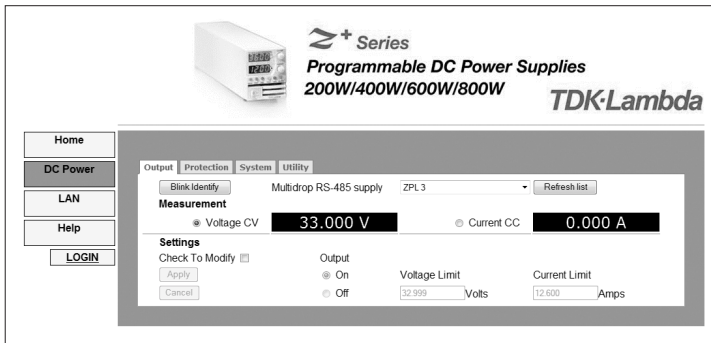 Z+ Series
Programmable DC Power Supplies
200W/400W/600W/800W
TDK·Lambda
Home
DC Power
LAN
Help
LOGIN
Output Protection System Utility
Blink Identify Multidrop RS-485 supply ZPL 3 Refresh list
Measurement
Voltage CV 33.000 V Current CC 0.000 A
Settings
Check To Modify Output
Apply On Voltage Limit Current Limit
Cancel Off 32.999 Volts 12.600 Amps